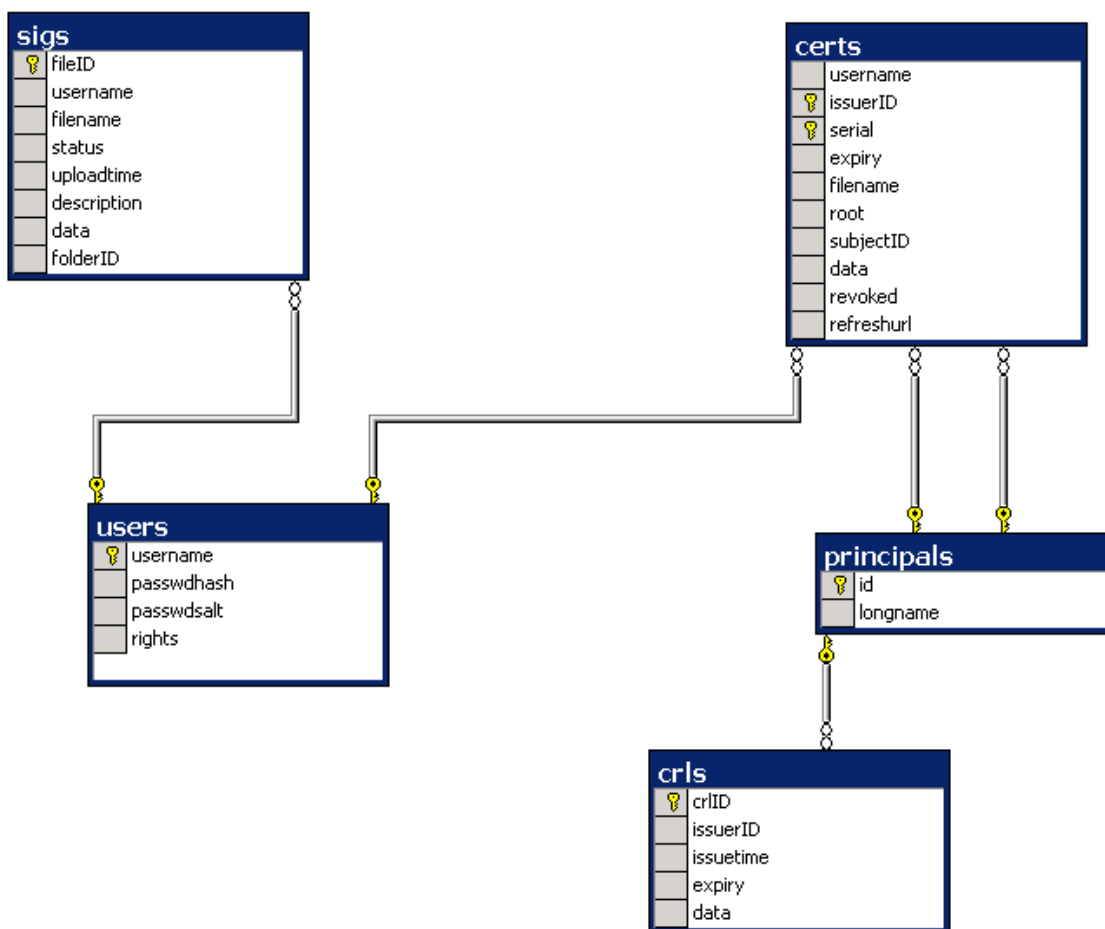 sigs
fileID
username
filename
status
uploadtime
description
data
folderID
certs
username
issuerID
serial
expiry
filename
root
subjectID
data
revoked
refreshurl
users
username
passwdhash
passwdsalt
rights
principals
id
longname
crls
crlID
issuerID
issuetime
expiry
data